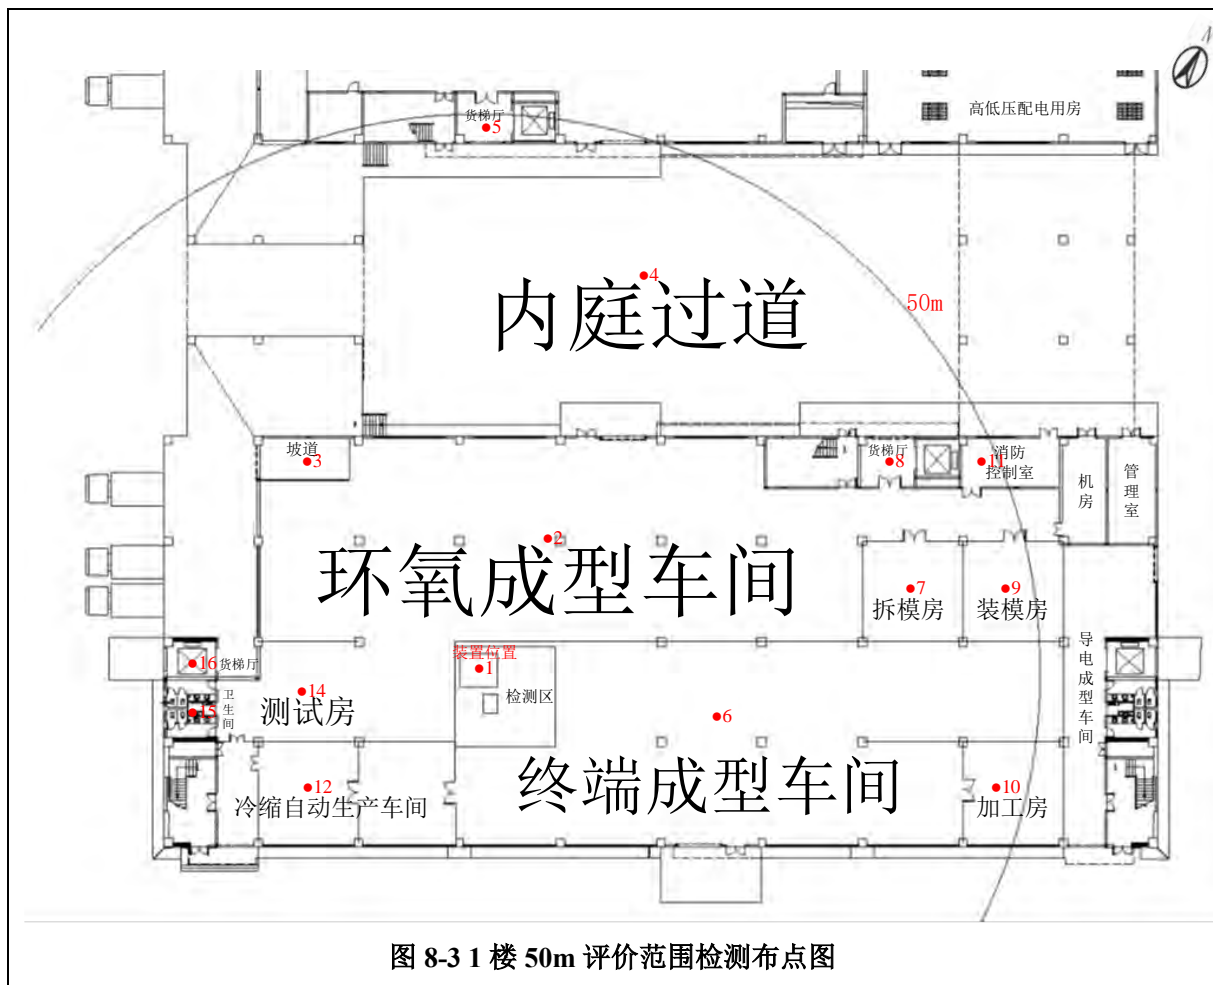 N
高低压配电用房
货梯厅
5
4
内庭过道
50m
坡道
3
货梯厅
8
11
消防
控制室
机房
管理室
2
环氧成型车间
7
拆模房
9
装模房
装置位置
1
检测区
16
货梯厅
14
测试房
卫生间
15
6
导电成型车间
终端成型车间
12
冷缩自动生产车间
10
加工房
图 8-3 1 楼 50m 评价范围检测布点图